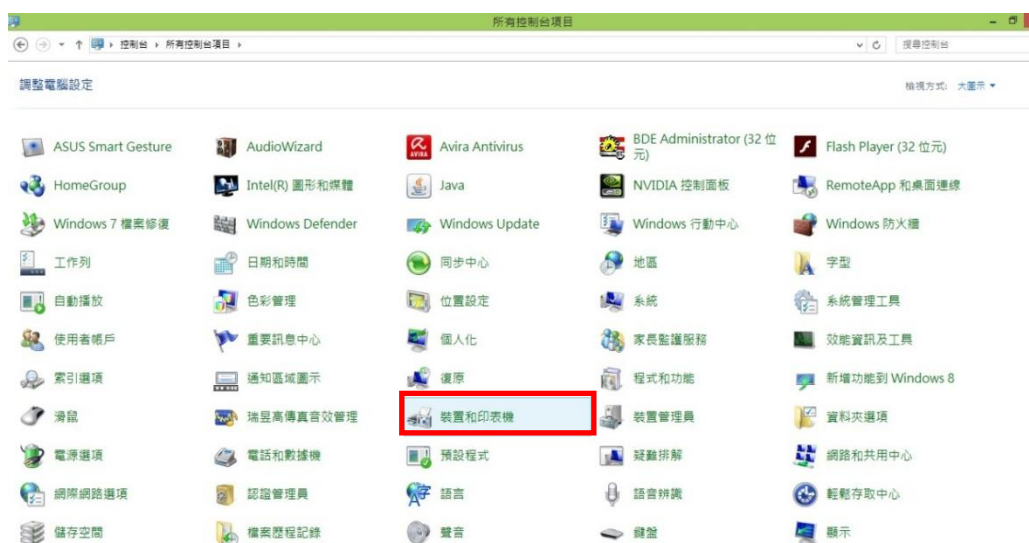 所有控制台項目
控制台 所有控制台項目
搜尋控制台
調整電腦設定
檢視方式: 大圖示
ASUS Smart Gesture
AudioWizard
Avira Antivirus
BDE Administrator (32 位
元)
Flash Player (32 位元)
HomeGroup
Intel(R) 圖形和媒體
Java
NVIDIA 控制面板
RemoteApp 和桌面連線
Windows 7 檔案修復
Windows Defender
Windows Update
Windows 行動中心
Windows 防火牆
工作列
日期和時間
同步中心
地區
字型
自動播放
色彩管理
位置設定
系統
系統管理工具
使用者帳戶
重要訊息中心
個人化
家長監護服務
效能資訊及工具
索引選項
通知區域圖示
復原
程式和功能
新增功能到 Windows 8
滑鼠
瑞昱高傳真音效管理
裝置和印表機
裝置管理員
資料夾選項
電源選項
電話和數據機
預設程式
疑難排解
網路和共用中心
網際網路選項
認證管理員
語言
語音辨識
輕鬆存取中心
儲存空間
檔案歷程記錄
聲音
鍵盤
顯示